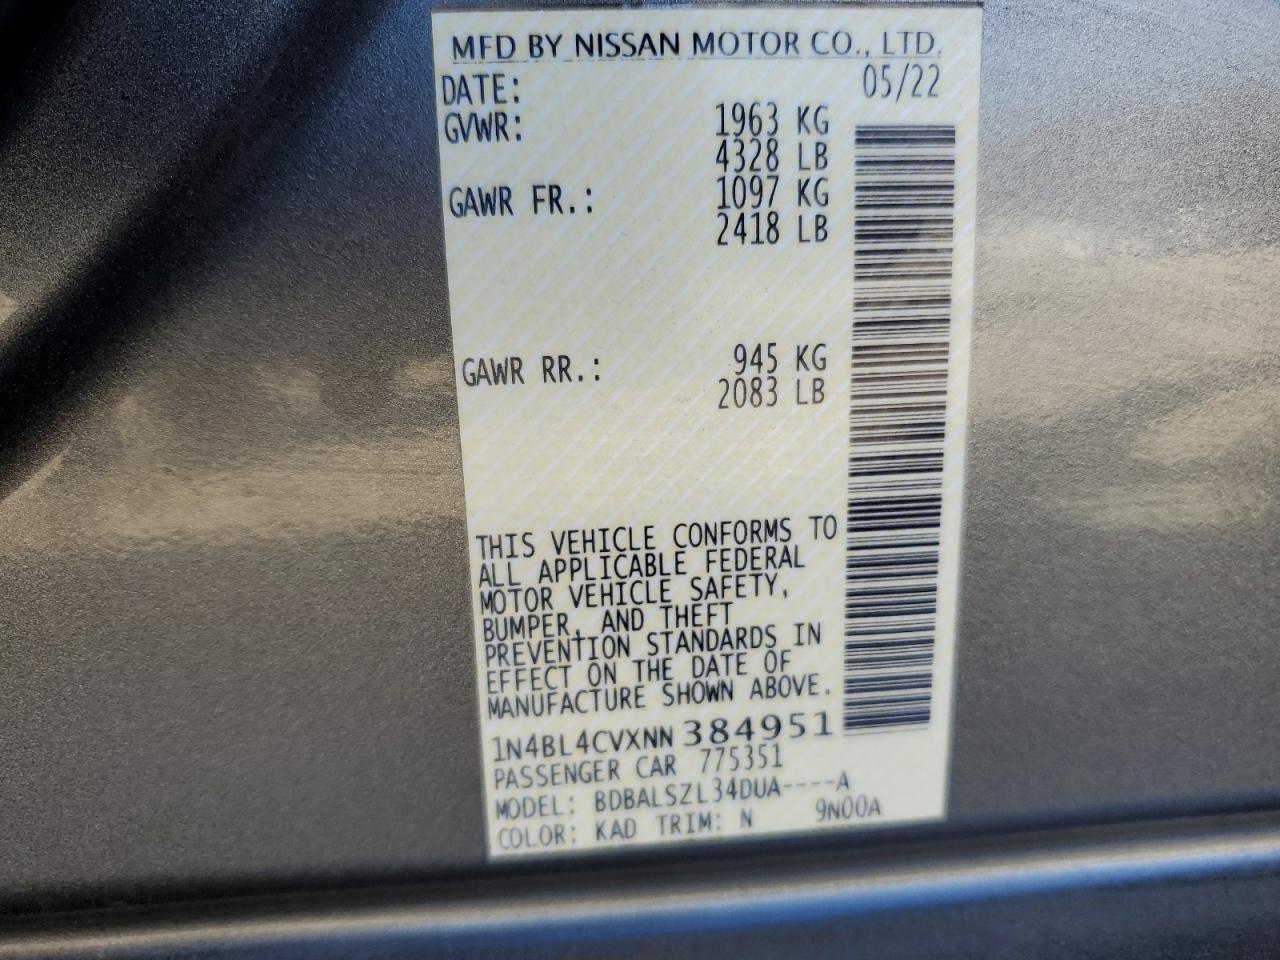 MFD BY NISSAN MOTOR CO., LTD.
DATE: 05/22
GVWR: 1963 KG
4328 LB
GAWR FR.: 1097 KG
2418 LB
GAWR RR.: 945 KG
2083 LB
THIS VEHICLE CONFORMS TO
ALL APPLICABLE FEDERAL
MOTOR VEHICLE SAFETY,
BUMPER, AND THEFT
PREVENTION STANDARDS IN
EFFECT ON THE DATE OF
MANUFACTURE SHOWN ABOVE.
1N4BL4CVXNN384951
PASSENGER CAR 775351
MODEL: BDBALSZL34DUA----A
COLOR: KAD TRIM: N 9N00A